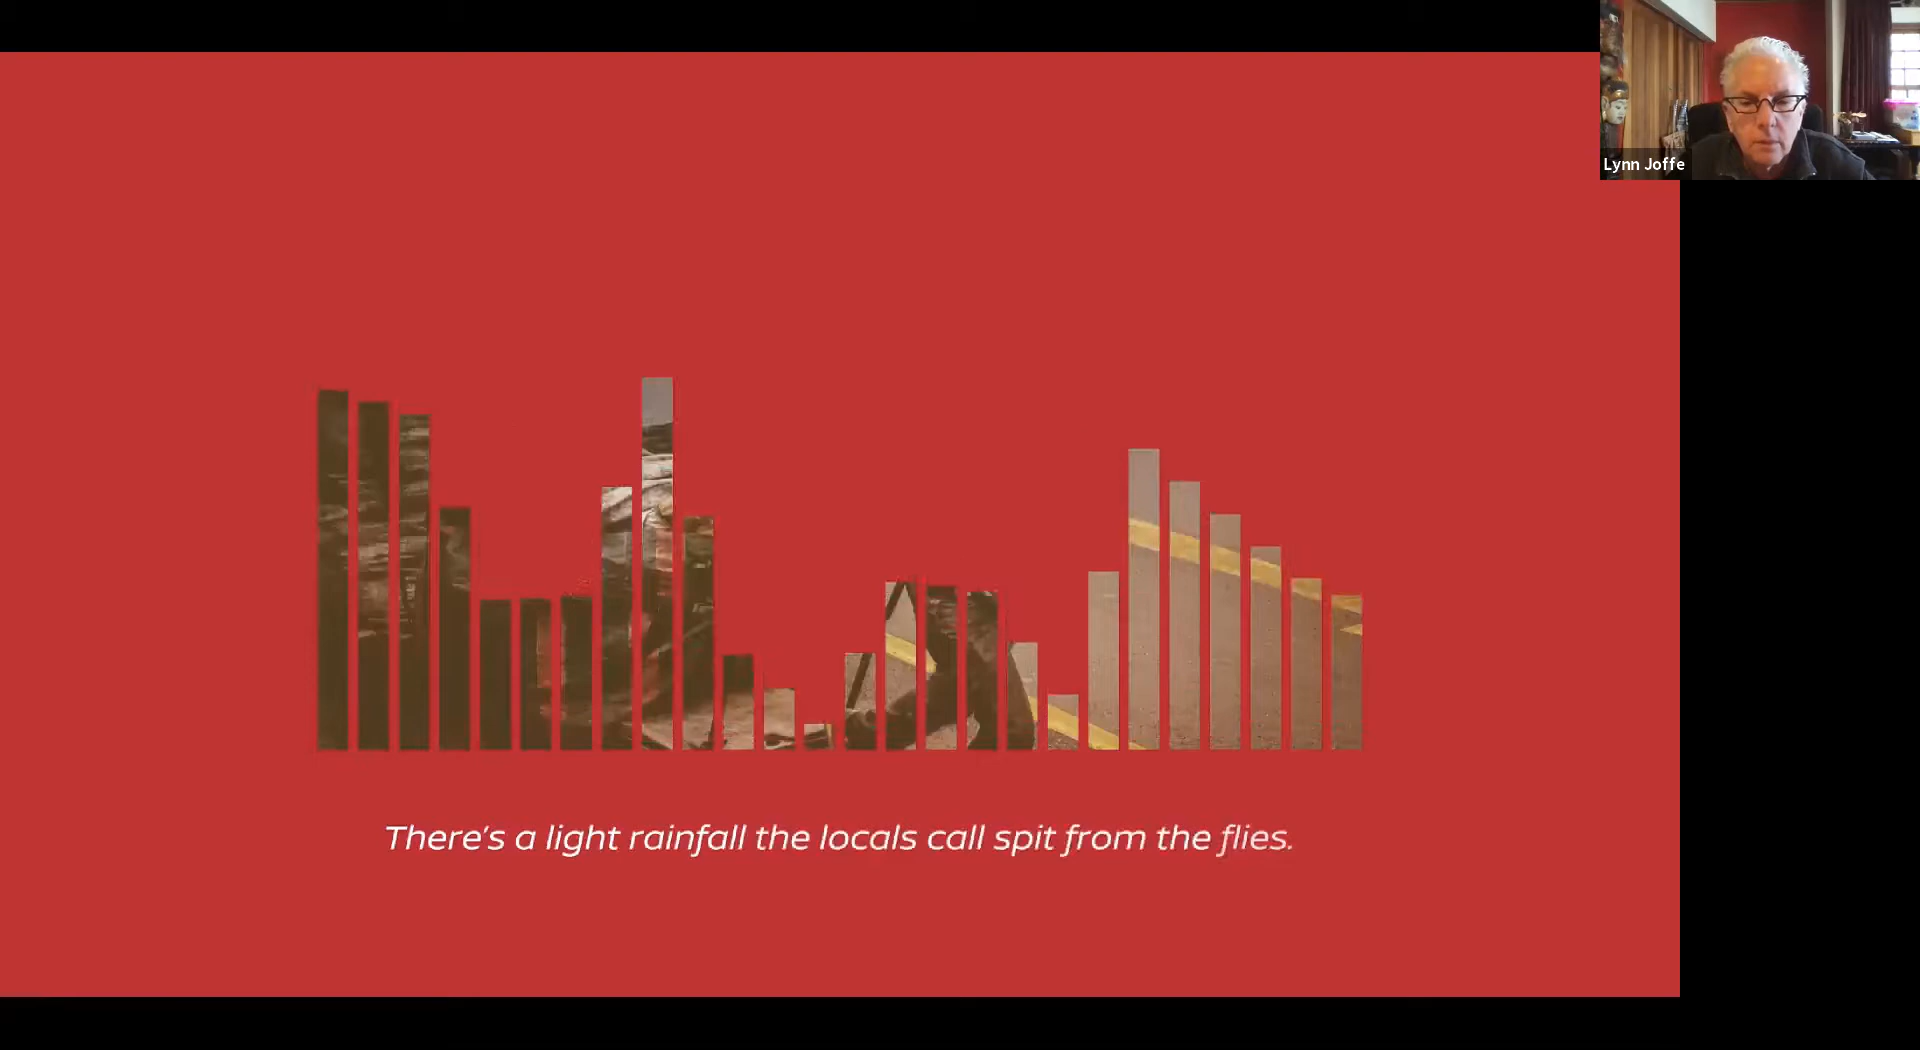 Lynn Joffe
There's a light rainfall the locals call spit from the flies.